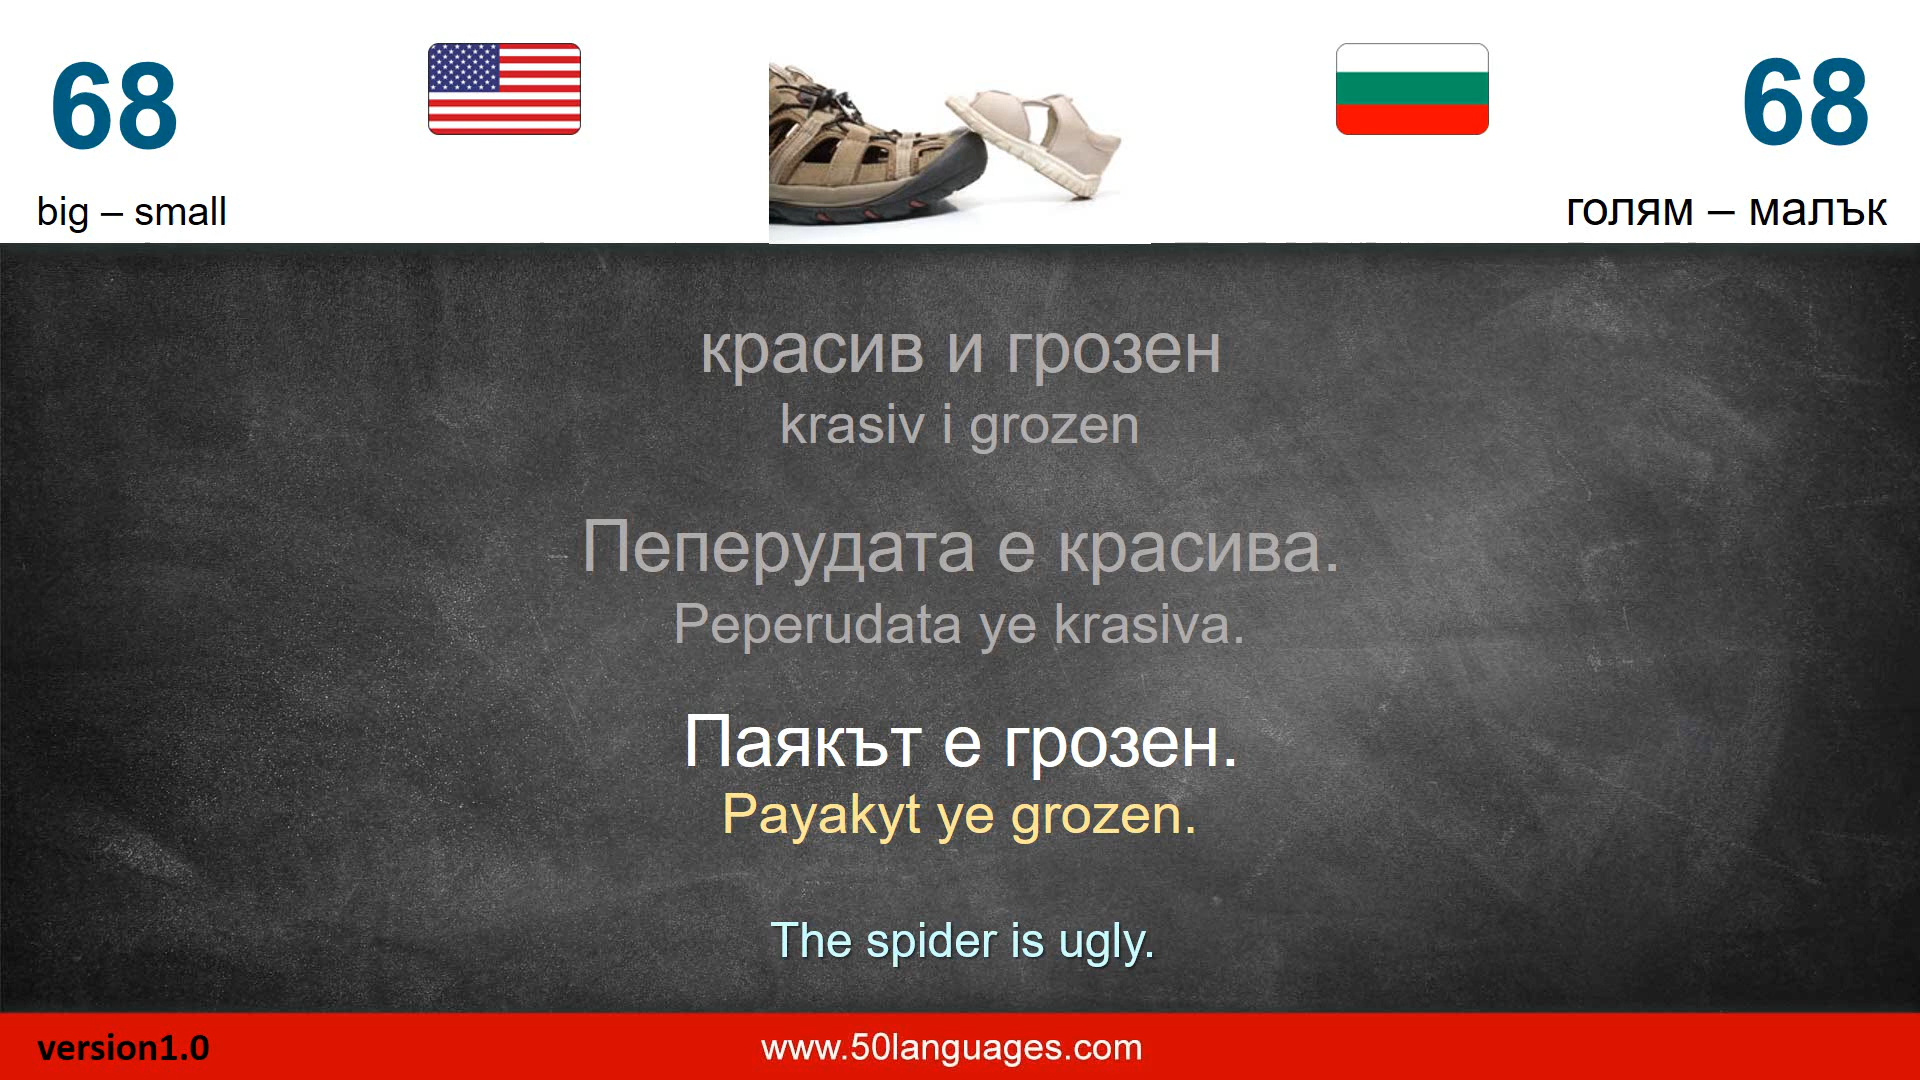 68
68
big – small
голям – малък
красив и грозен
krasiv i grozen
Пеперудата е красива.
Peperudata ye krasiva.
Паякът е грозен.
Payakyt ye grozen.
The spider is ugly.
version1.0
www.50languages.com